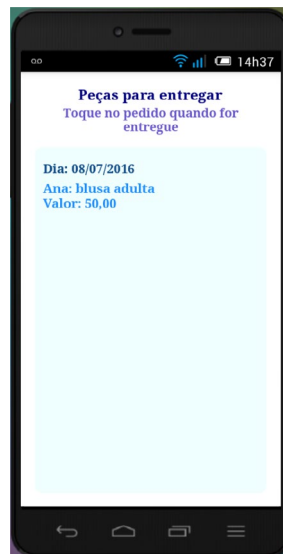 14h37
Peças para entregar
Toque no pedido quando for
entregue
Dia: 08/07/2016
Ana: blusa adulta
Valor: 50,00